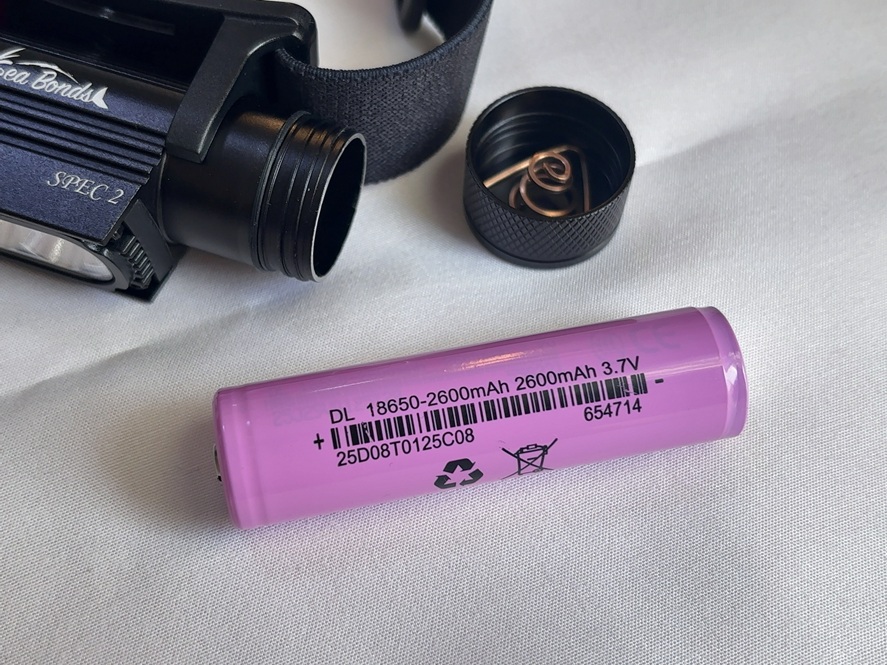 Sea Bonds
SPEC 2
DL 18650-2600mAh 2600mAh 3.7V
+ -
654714
25D08T0125C08